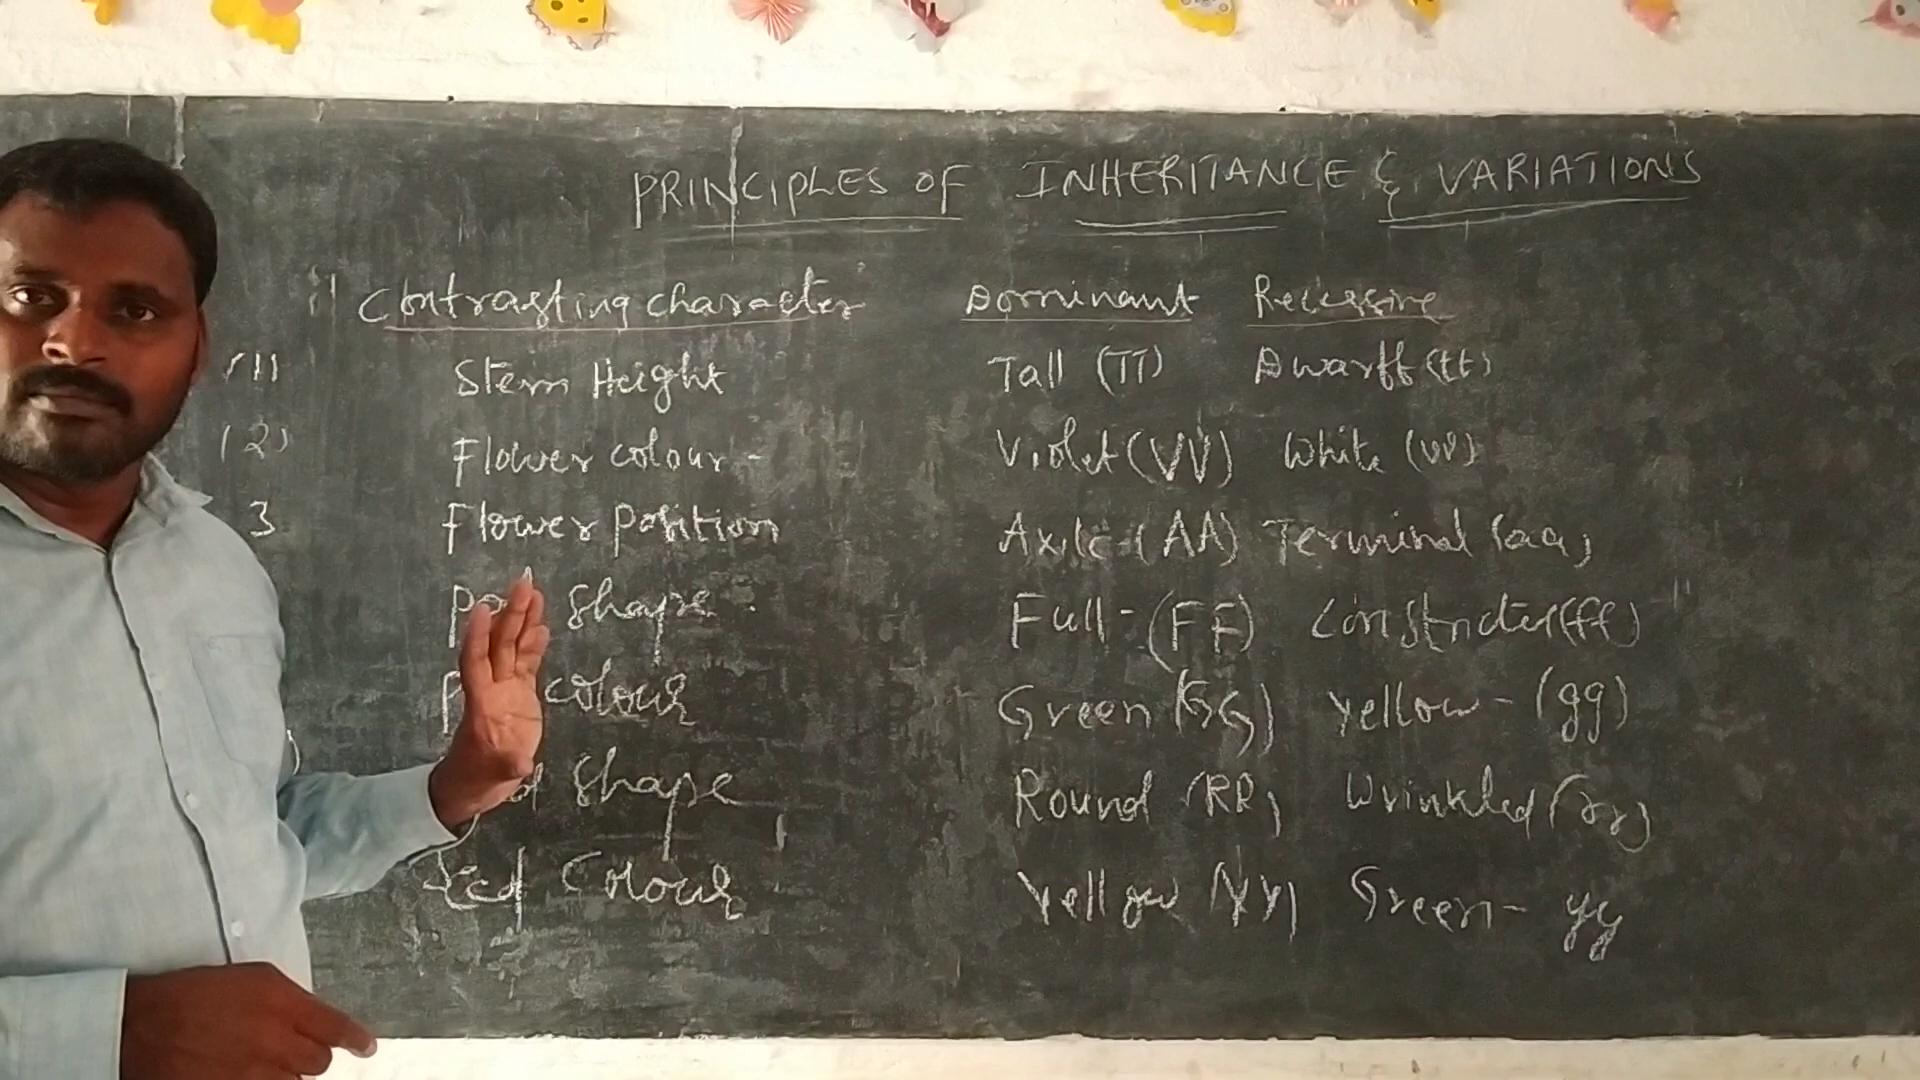 PRINCIPLES OF INHERITANCE & VARIATIONS
Contrasting character Dominant Recessive
(1) Stem Height Tall (TT) Dwarff (tt)
(2) Flower colour - Violet (VV) White (vv)
3 Flower Position Axile - (AA) Terminal (aa)
Shape Full - (FF) Constricted (ff)
colour Green (GG) Yellow - (gg)
Shape Round (RR) Wrinkled (rr)
Seed Colour Yellow (YY) Green - yy